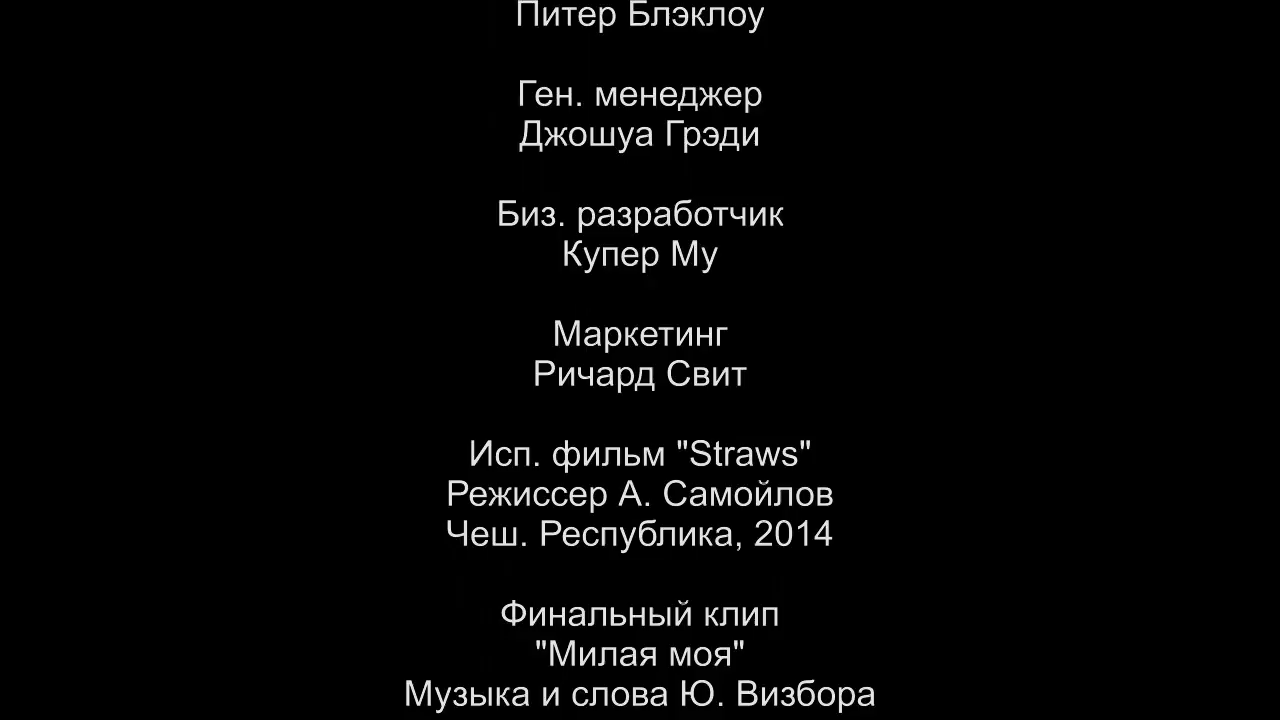 Питер Блэклоу
Ген. менеджер
Джошуа Грэди
Биз. разработчик
Купер Му
Маркетинг
Ричард Свит
Исп. фильм "Straws"
Режиссер А. Самойлов
Чеш. Республика, 2014
Финальный клип
"Милая моя"
Музыка и слова Ю. Визбора